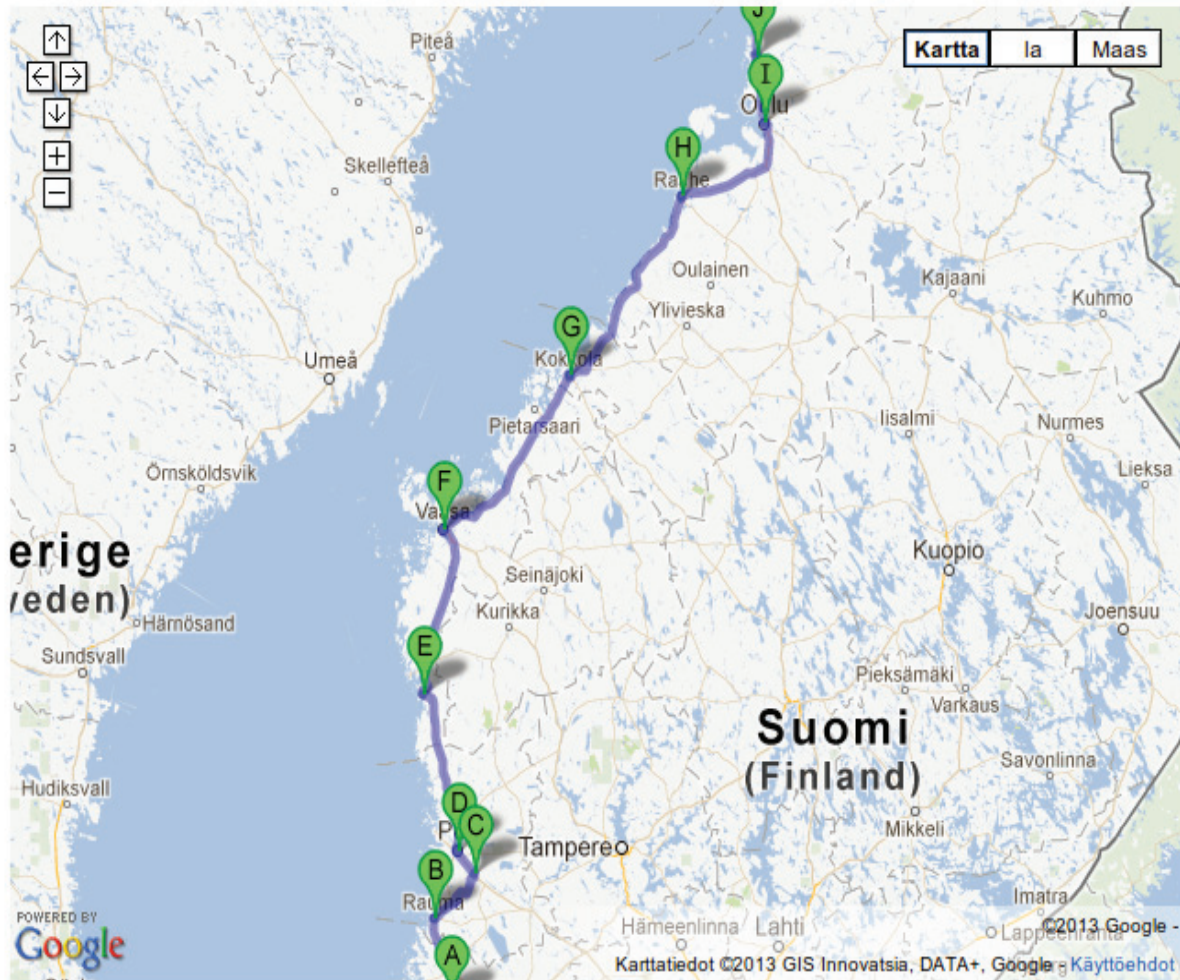 J
Piteå
Kartta
la
Maas
I
Oulu
H
Skellefteå
Raahe
Oulainen
Kajaani
Kuhmo
Ylivieska
G
Kokkola
Umeå
Pietarsaari
Iisalmi
Nurmes
Örnsköldsvik
Lieksa
F
Vaasa
erige
veden)
Kuopio
Seinäjoki
Kurikka
Joensuu
Härnösand
E
Sundsvall
Pieksämäki
Varkaus
Suomi
(Finland)
Savonlinna
Hudiksvall
D
P
C
Mikkeli
Tampere
B
Rauma
Imatra
POWERED BY
Google
Hämeenlinna
Lahti
©2013 Google -
Lappeenranta
A
Karttatiedot ©2013 GIS Innovatsia, DATA+, Google - Käyttöehdot